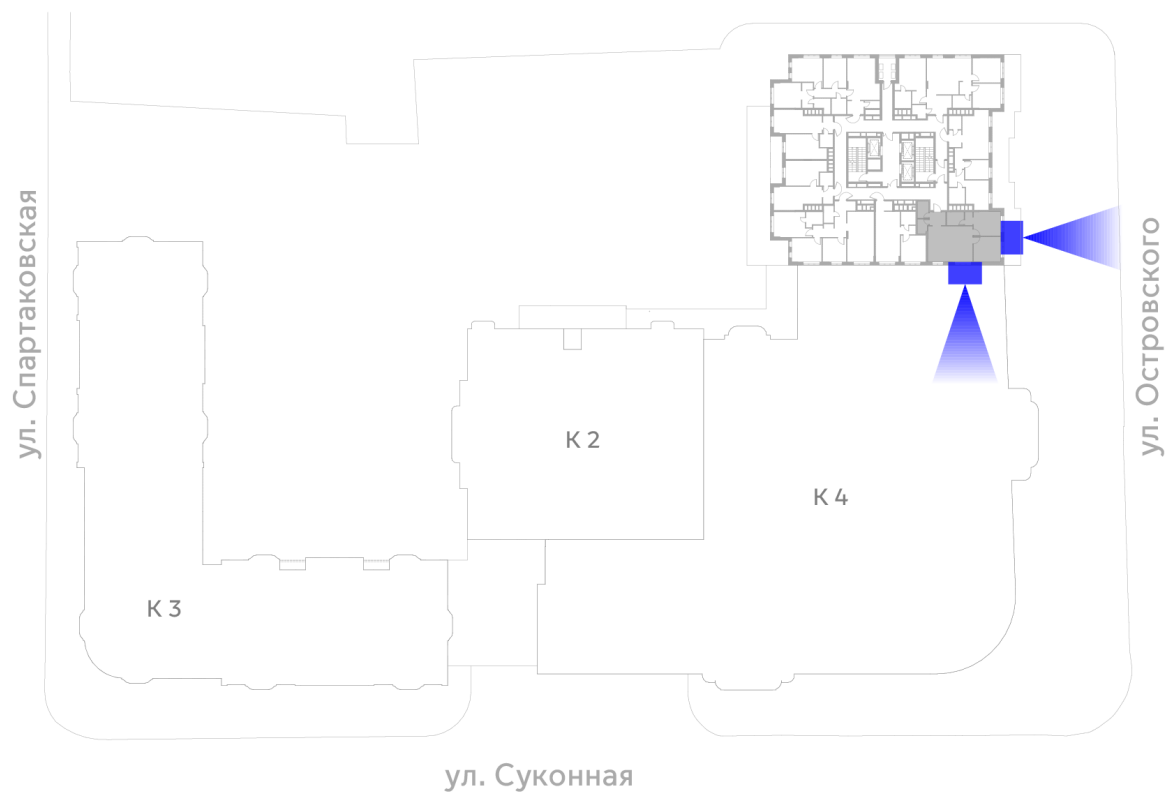 ул. Спартаковская
ул. Островского
К 2
К 4
К 3
ул. Суконная